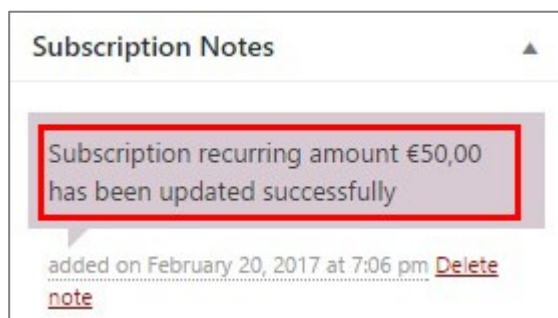 Subscription Notes
Subscription recurring amount €50,00
has been updated successfully
added on February 20, 2017 at 7:06 pm Delete
note